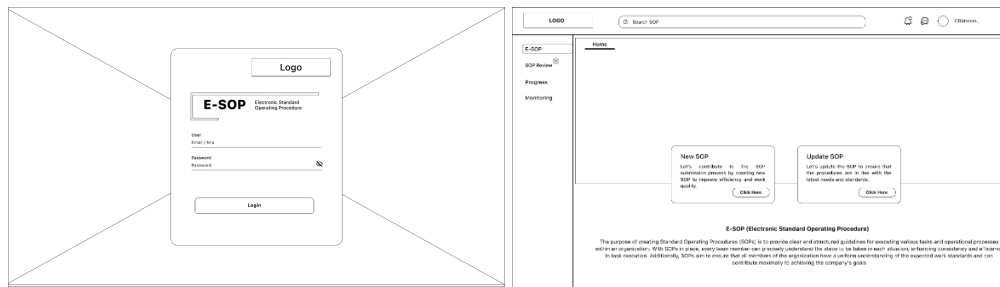 Logo
E-SOP
Electronic Standard
Operating Procedure
User
Password
Password
Login
LOGO
Search SOP
E-SOP
SOP Review
Progress
Monitoring
Home
New SOP
Let's contribute to the SOP
submission process by creating new
SOP to improve efficiency and work
quality.
Click Here
Update SOP
Let's update the SOP to ensure that
the procedures are in line with the
latest needs and standards.
Click Here
E-SOP (Electronic Standard Operating Procedure)
The purpose of creating Standard Operating Procedures (SOPs) is to provide clear and structured guidelines for executing various tasks and operational processes
within an organization. With SOPs in place, every team member can precisely understand the steps to be taken in each situation, enhancing consistency and efficiency
in task execution. Additionally, SOPs aim to ensure that all members of the organization have a uniform understanding of the expected work standards and can
contribute maximally to achieving the company's goals